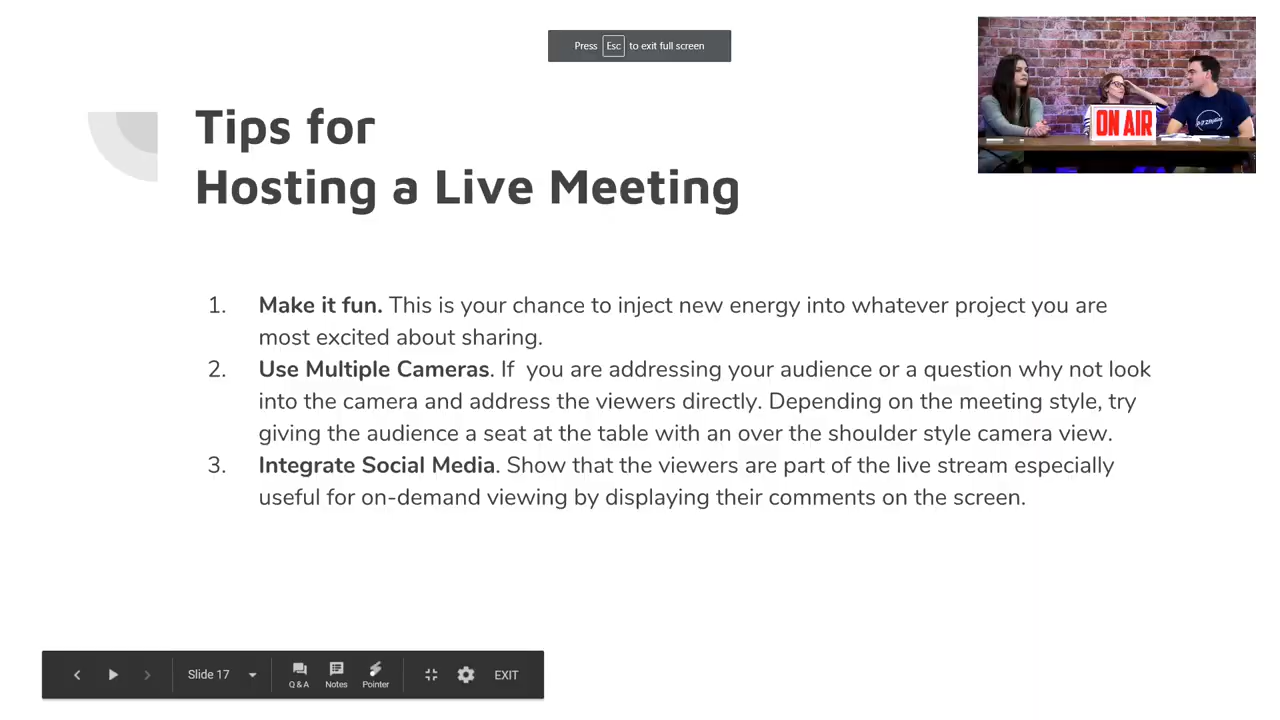 Press Esc to exit full screen
ON AIR
Tips for
Hosting a Live Meeting
1. Make it fun. This is your chance to inject new energy into whatever project you are
most excited about sharing.
2. Use Multiple Cameras. If  you are addressing your audience or a question why not look
into the camera and address the viewers directly. Depending on the meeting style, try
giving the audience a seat at the table with an over the shoulder style camera view.
3. Integrate Social Media. Show that the viewers are part of the live stream especially
useful for on-demand viewing by displaying their comments on the screen.
Slide 17
Q & A
Notes
Pointer
EXIT